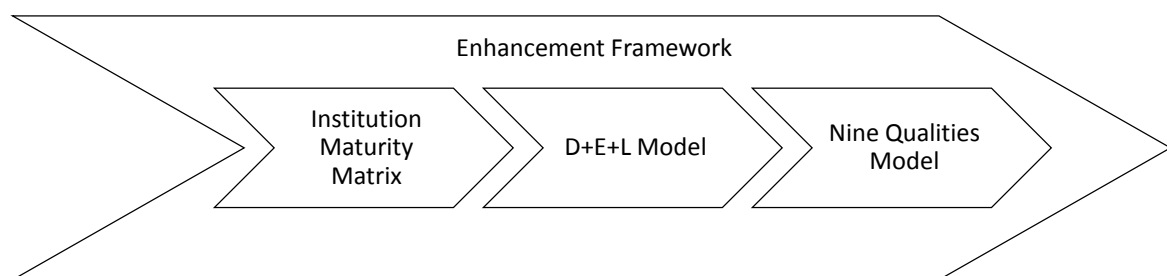 Enhancement Framework
Institution
Maturity
Matrix
D+E+L Model
Nine Qualities
Model